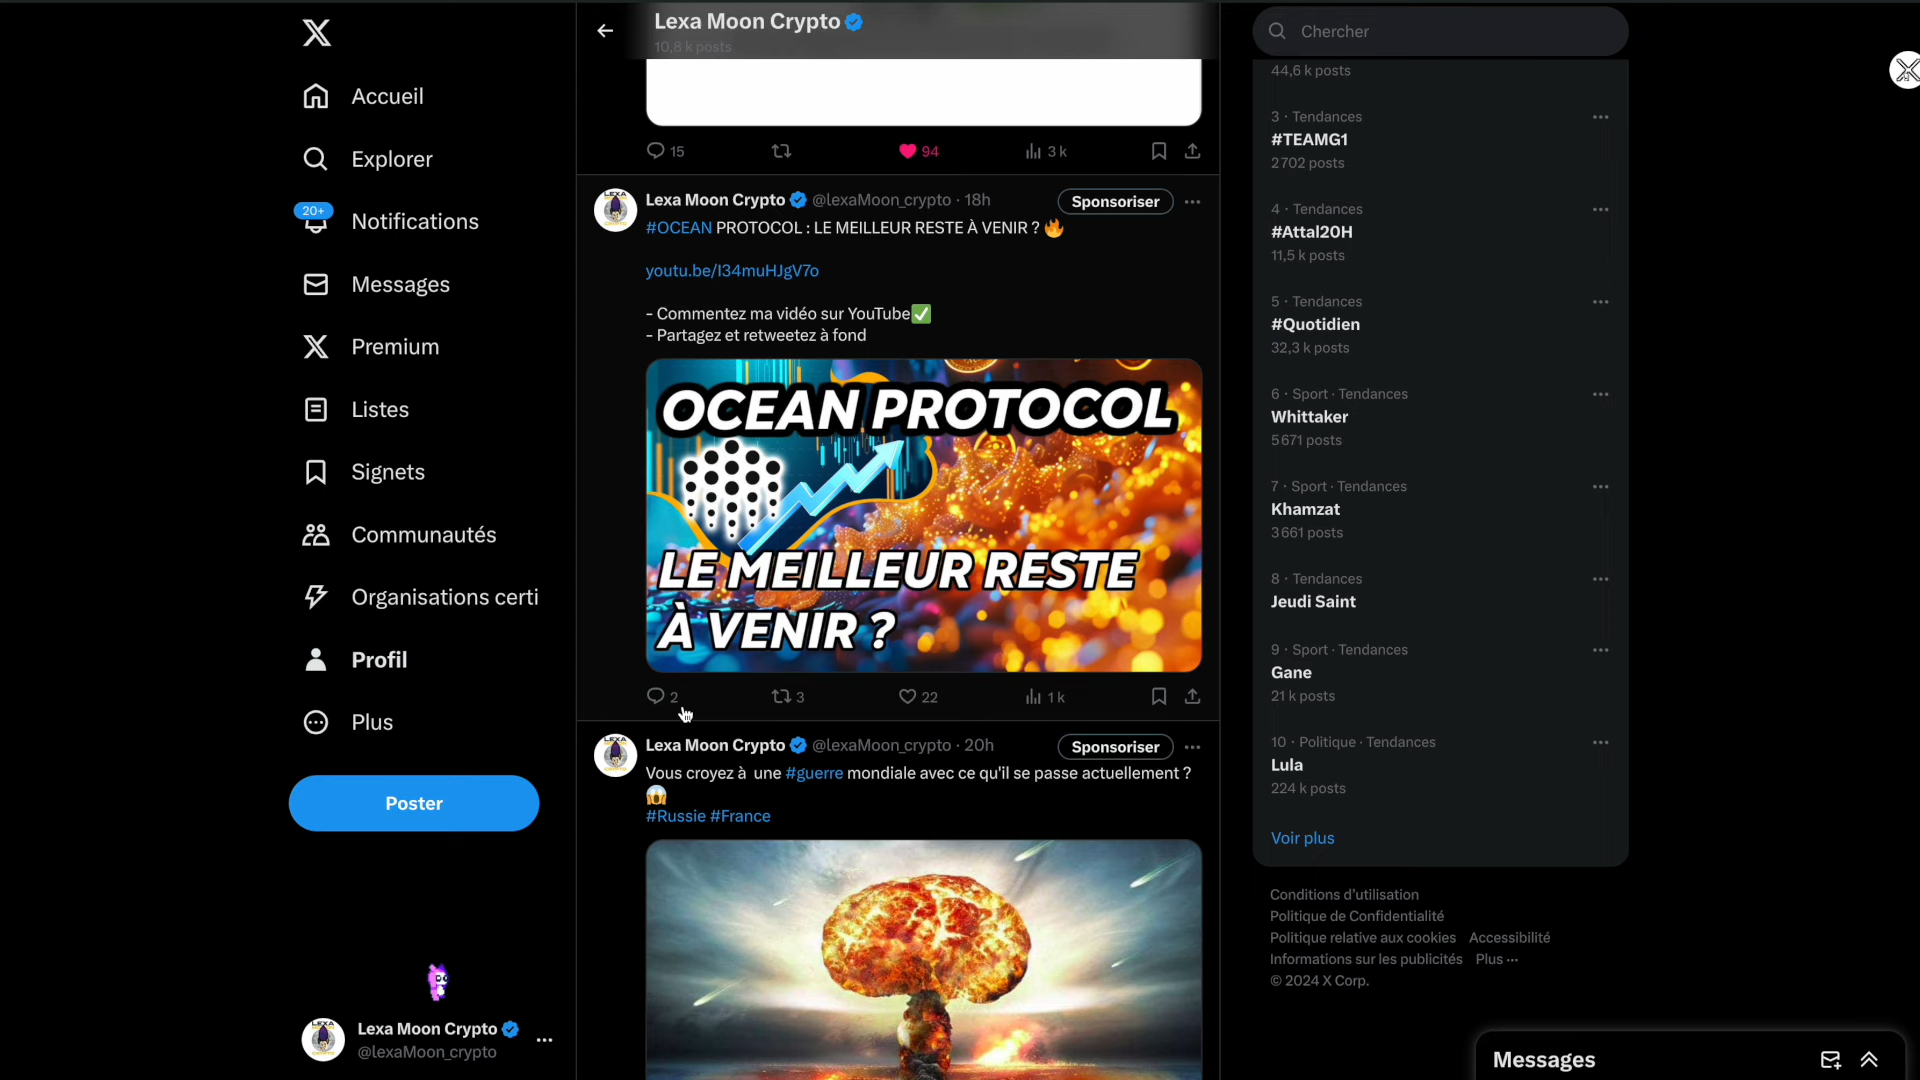 Accueil
Explorer
20+
Notifications
Messages
Premium
Listes
Signets
Communautés
Organisations certi
Profil
Plus
Poster
Lexa Moon Crypto
@lexaMoon_crypto
Lexa Moon Crypto
10,8 k posts
15
94
3 k
Lexa Moon Crypto @lexaMoon_crypto · 18h
Sponsoriser
#OCEAN PROTOCOL : LE MEILLEUR RESTE À VENIR ? 🔥
youtu.be/I34muHJgV7o
- Commentez ma vidéo sur YouTube✅
- Partagez et retweetez à fond
OCEAN PROTOCOL
LE MEILLEUR RESTE
À VENIR ?
2
3
22
1 k
Lexa Moon Crypto @lexaMoon_crypto · 20h
Sponsoriser
Vous croyez à une #guerre mondiale avec ce qu'il se passe actuellement ?
😱
#Russie #France
Chercher
44,6 k posts
3 · Tendances
#TEAMG1
2 702 posts
4 · Tendances
#Attal20H
11,5 k posts
5 · Tendances
#Quotidien
32,3 k posts
6 · Sport · Tendances
Whittaker
5 671 posts
7 · Sport · Tendances
Khamzat
3 661 posts
8 · Tendances
Jeudi Saint
9 · Sport · Tendances
Gane
21 k posts
10 · Politique · Tendances
Lula
224 k posts
Voir plus
Conditions d'utilisation
Politique de Confidentialité
Politique relative aux cookies Accessibilité
Informations sur les publicités Plus ···
© 2024 X Corp.
Messages